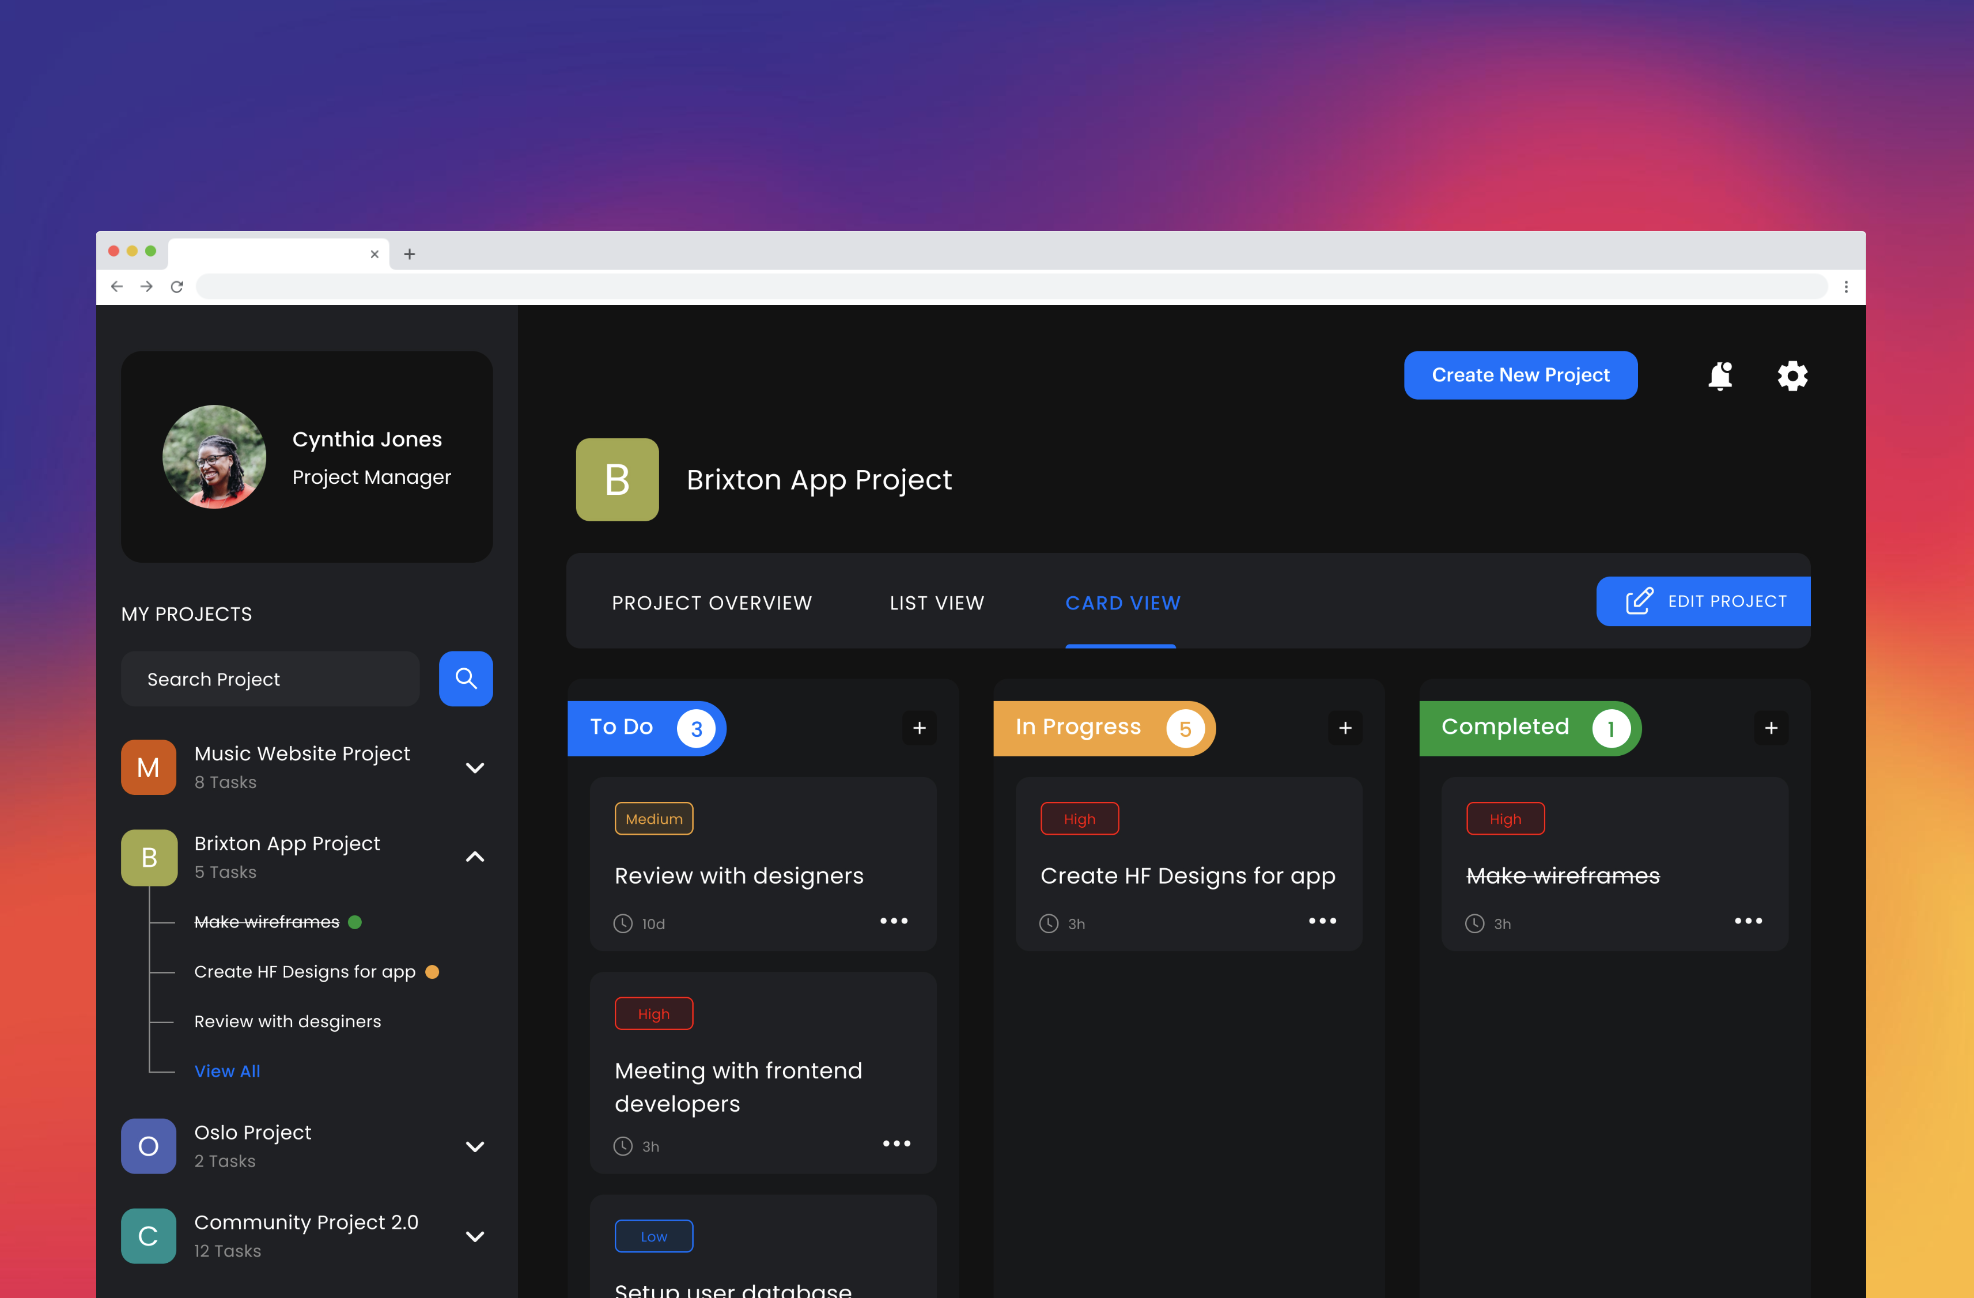 Cynthia Jones
Project Manager
MY PROJECTS
Search Project
M
Music Website Project
8 Tasks
B
Brixton App Project
5 Tasks
Make wireframes
Create HF Designs for app
Review with desginers
View All
O
Oslo Project
2 Tasks
C
Community Project 2.0
12 Tasks
Create New Project
B
Brixton App Project
PROJECT OVERVIEW
LIST VIEW
CARD VIEW
EDIT PROJECT
To Do 3
Medium
Review with designers
10d
High
Meeting with frontend
developers
3h
Low
Setup user database
In Progress 5
High
Create HF Designs for app
3h
Completed 1
High
Make wireframes
3h